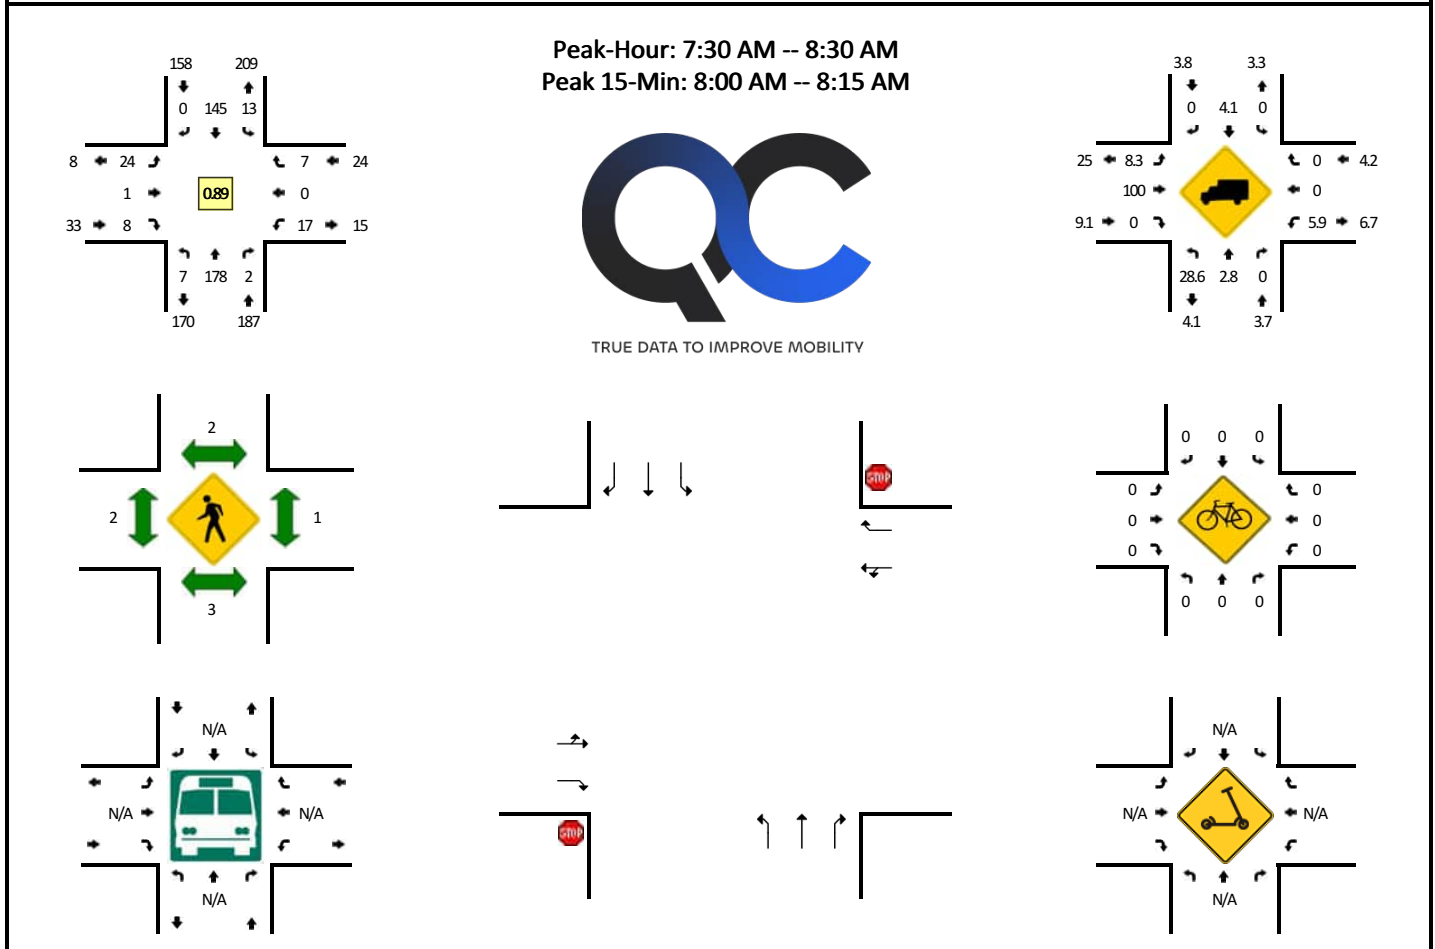 Peak-Hour: 7:30 AM -- 8:30 AM
Peak 15-Min: 8:00 AM -- 8:15 AM
158 209
0 145 13
8 24 7 24
1 0.89 0
33 8 17 15
7 178 2
170 187
TRUE DATA TO IMPROVE MOBILITY
3.8 3.3
0 4.1 0
25 8.3 0 4.2
100 0
9.1 0 5.9 6.7
28.6 2.8 0
4.1 3.7
2
2 1
3
STOP
STOP
0 0 0
0 0
0 0
0 0
0 0 0
N/A
N/A N/A
N/A
N/A
N/A N/A
N/A